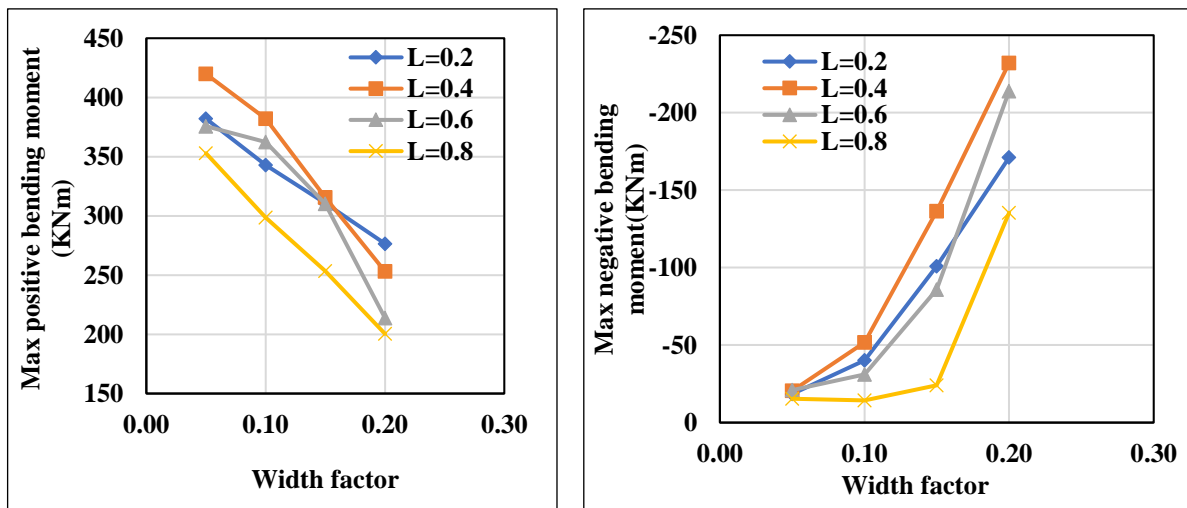 Max positive bending moment
(KNm)
450
400
350
300
250
200
150
0.00 0.10 0.20 0.30
Width factor
L=0.2
L=0.4
L=0.6
L=0.8
Max negative bending
moment(KNm)
-250
-200
-150
-100
-50
0
0.00 0.10 0.20 0.30
Width factor
L=0.2
L=0.4
L=0.6
L=0.8